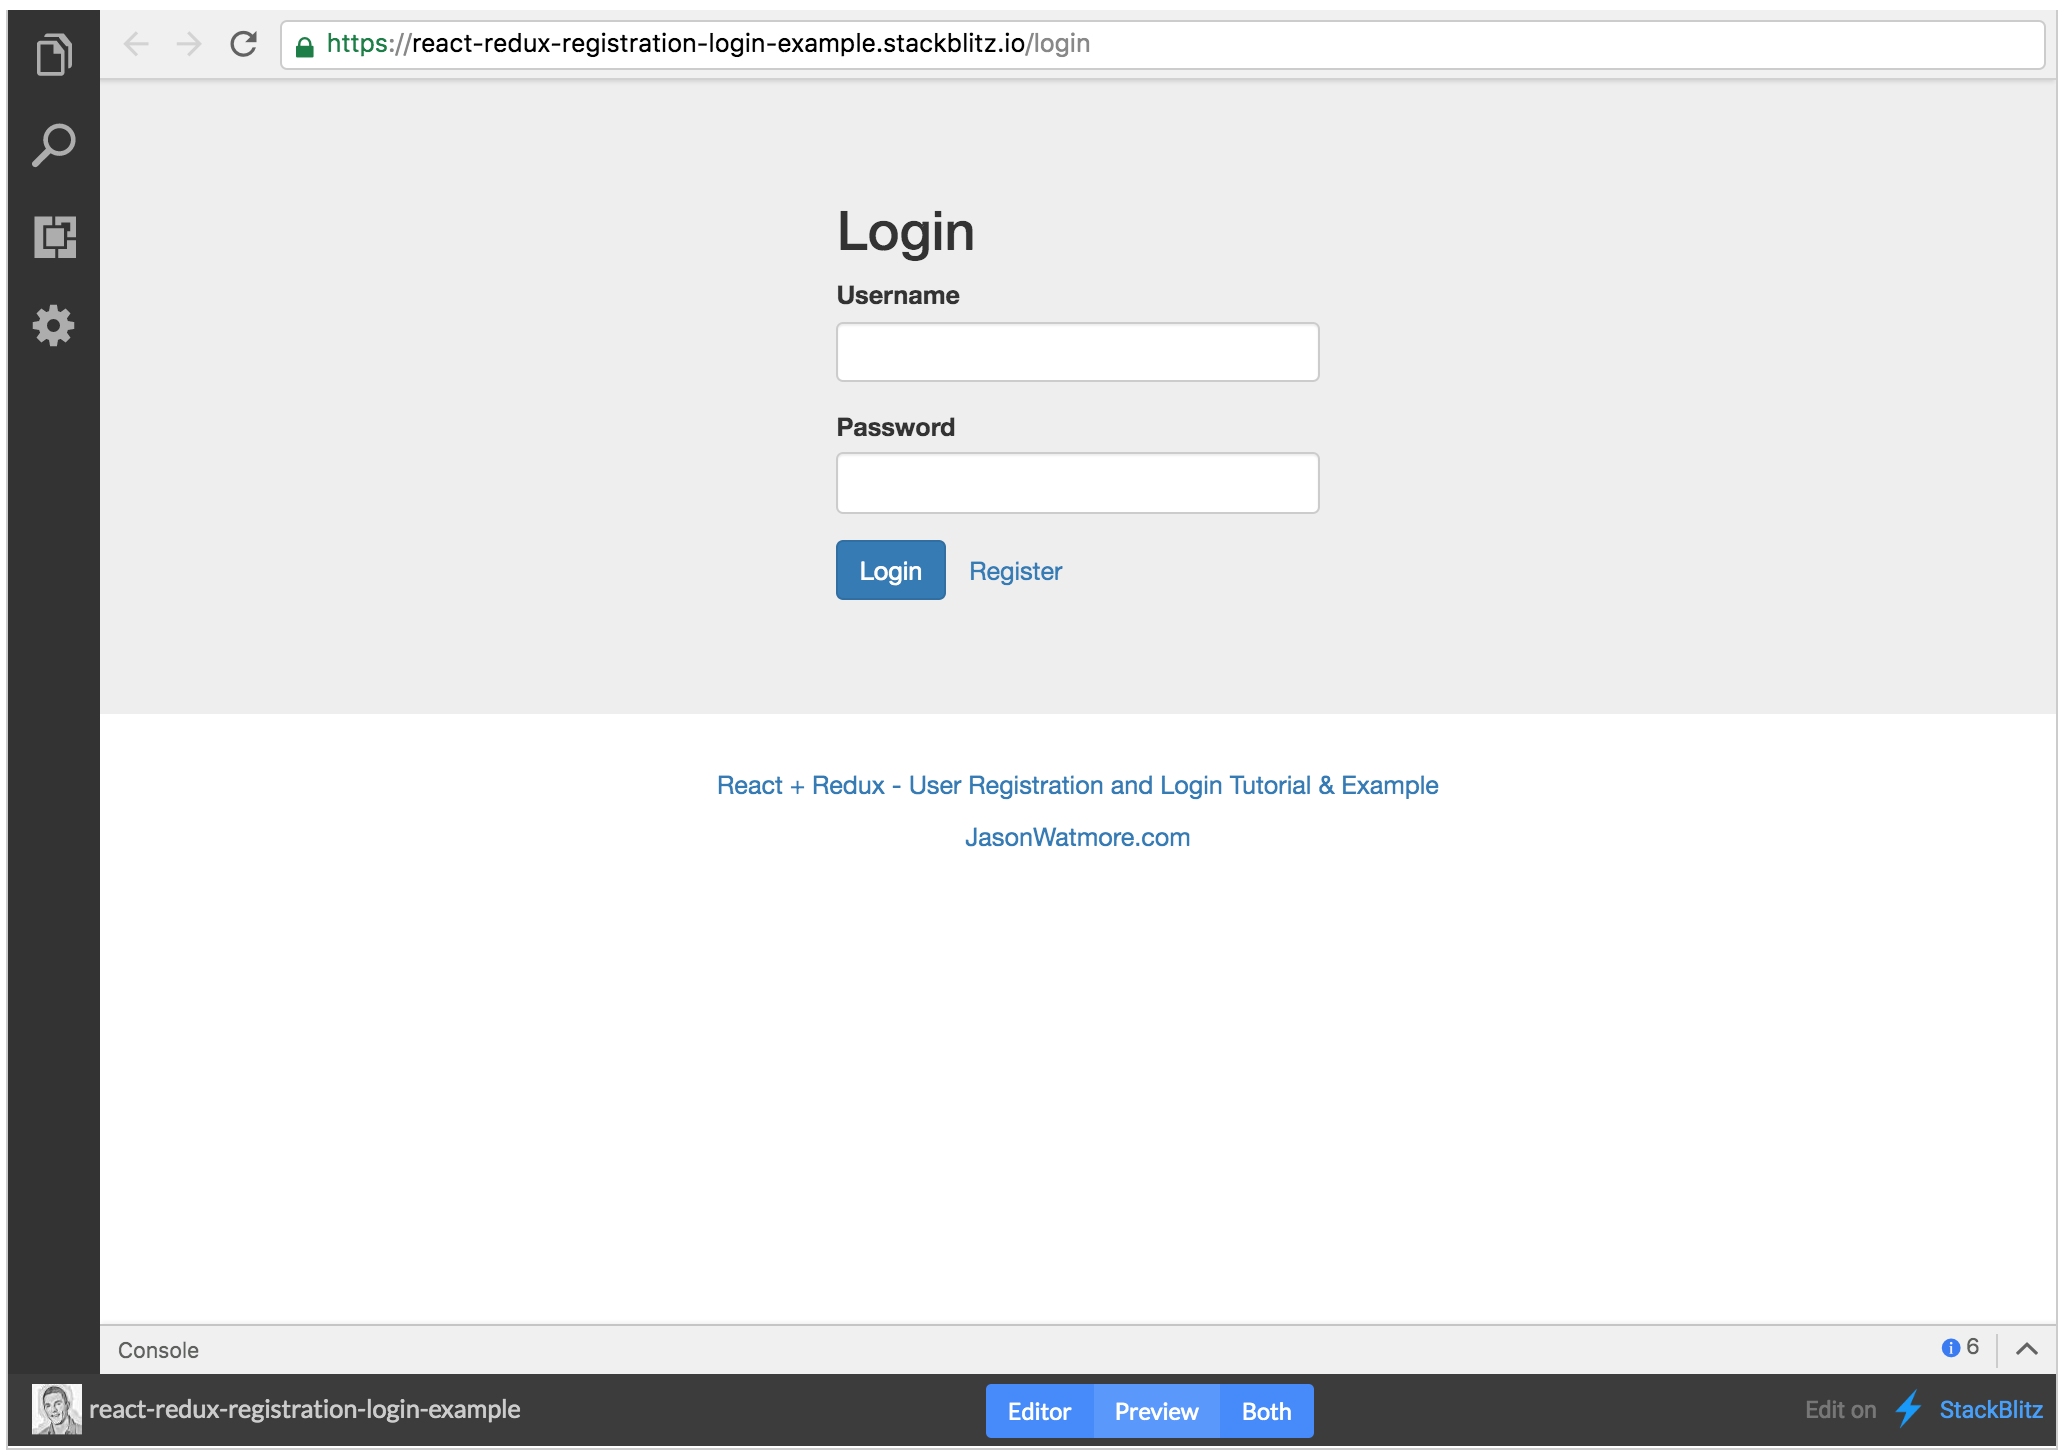 https://react-redux-registration-login-example.stackblitz.io/login
Login
Username
Password
Login Register
React + Redux - User Registration and Login Tutorial & Example
JasonWatmore.com
Console 6
react-redux-registration-login-example Editor Preview Both Edit on StackBlitz